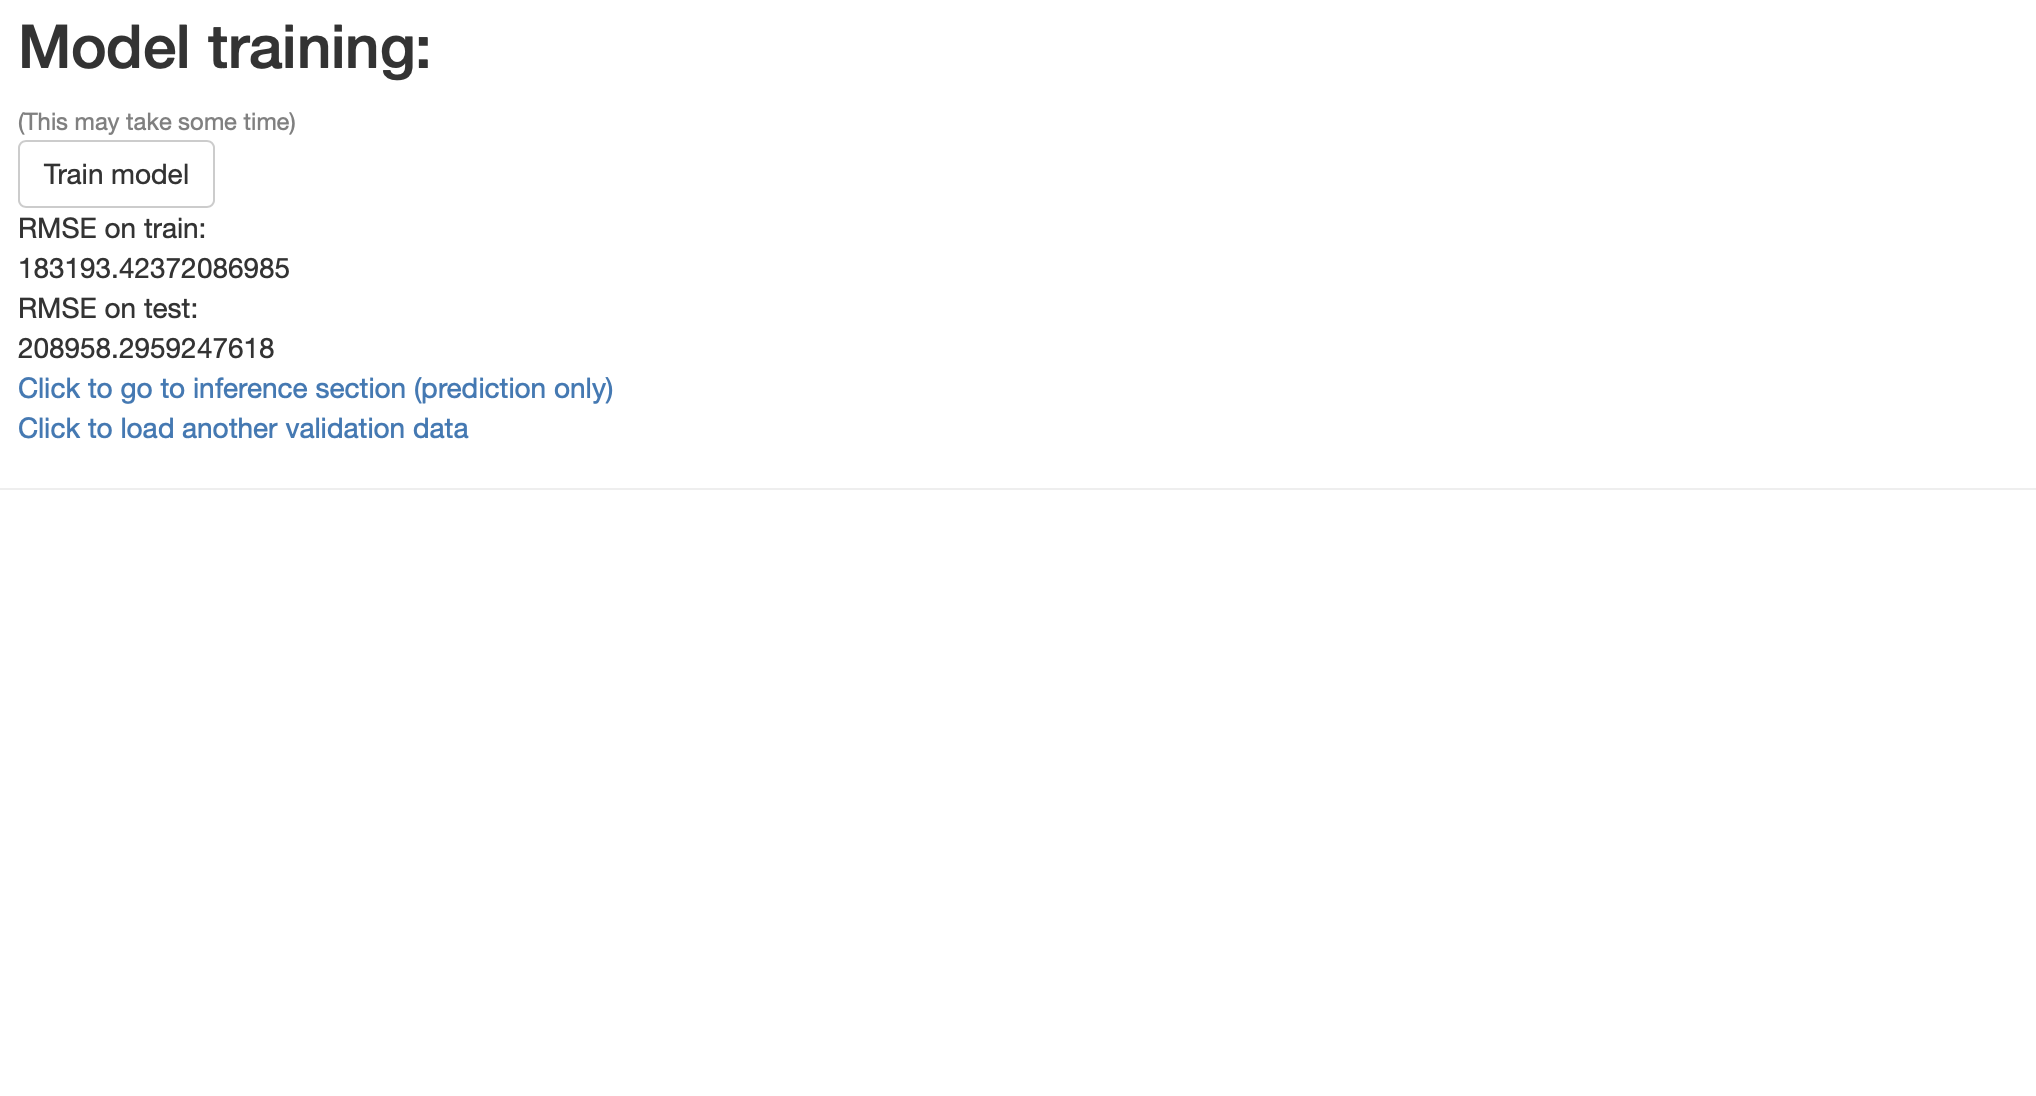 Model training:
(This may take some time)
Train model
RMSE on train:
183193.42372086985
RMSE on test:
208958.2959247618
Click to go to inference section (prediction only)
Click to load another validation data